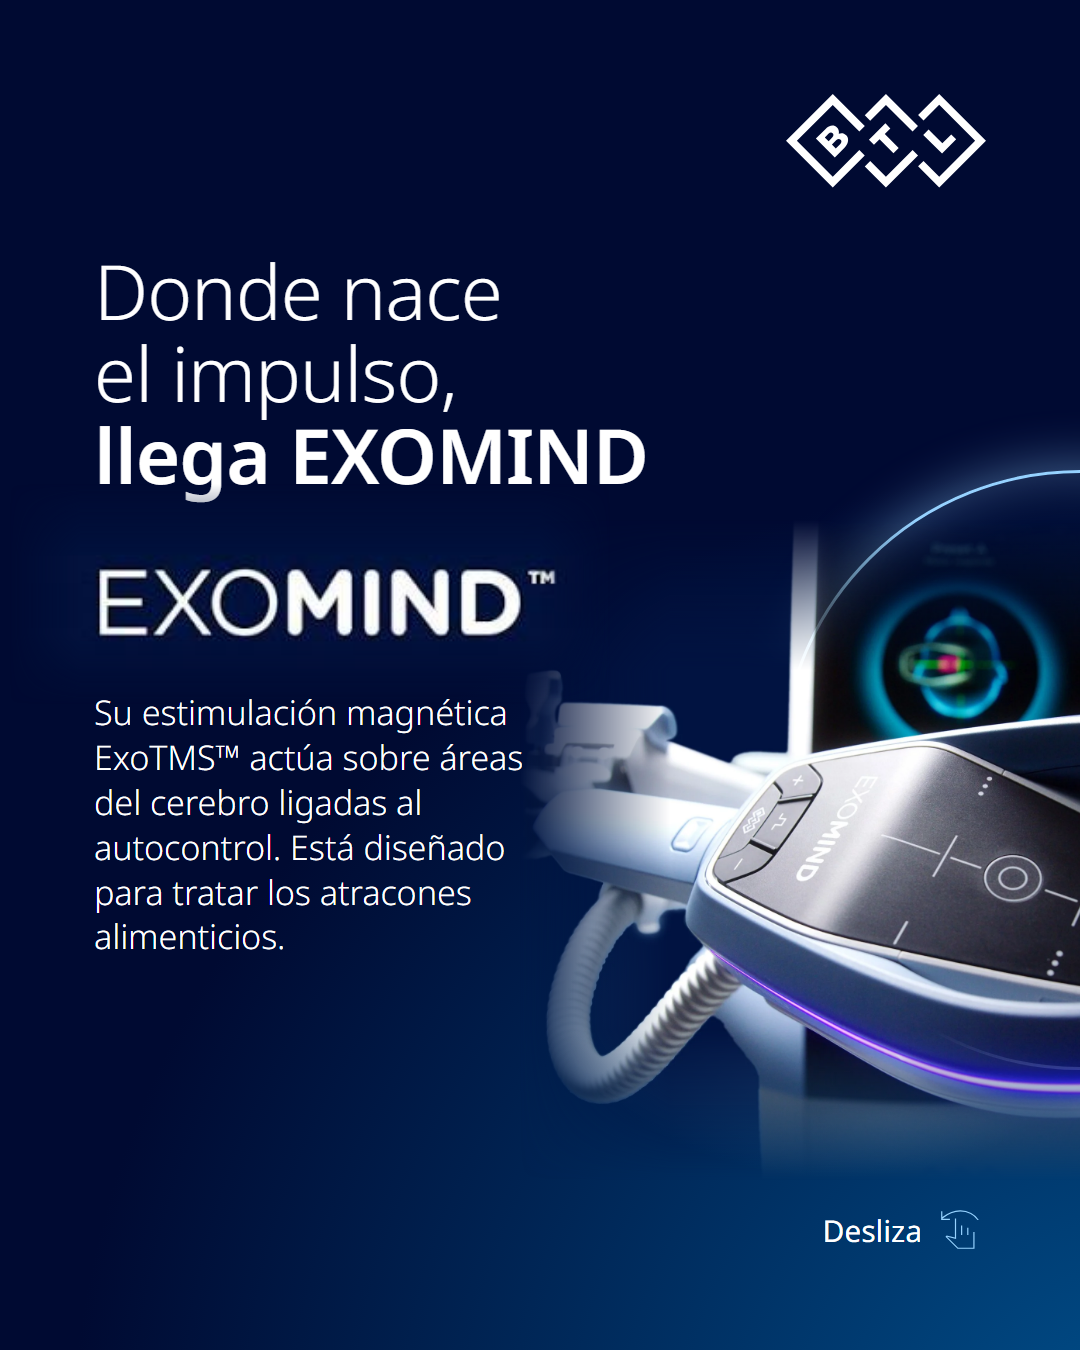 BTL
Donde nace
el impulso,
llega EXOMIND
EXOMIND™
Su estimulación magnética
ExoTMS™ actúa sobre áreas
del cerebro ligadas al
autocontrol. Está diseñado
para tratar los atracones
alimenticios.
EXOMIND
Desliza